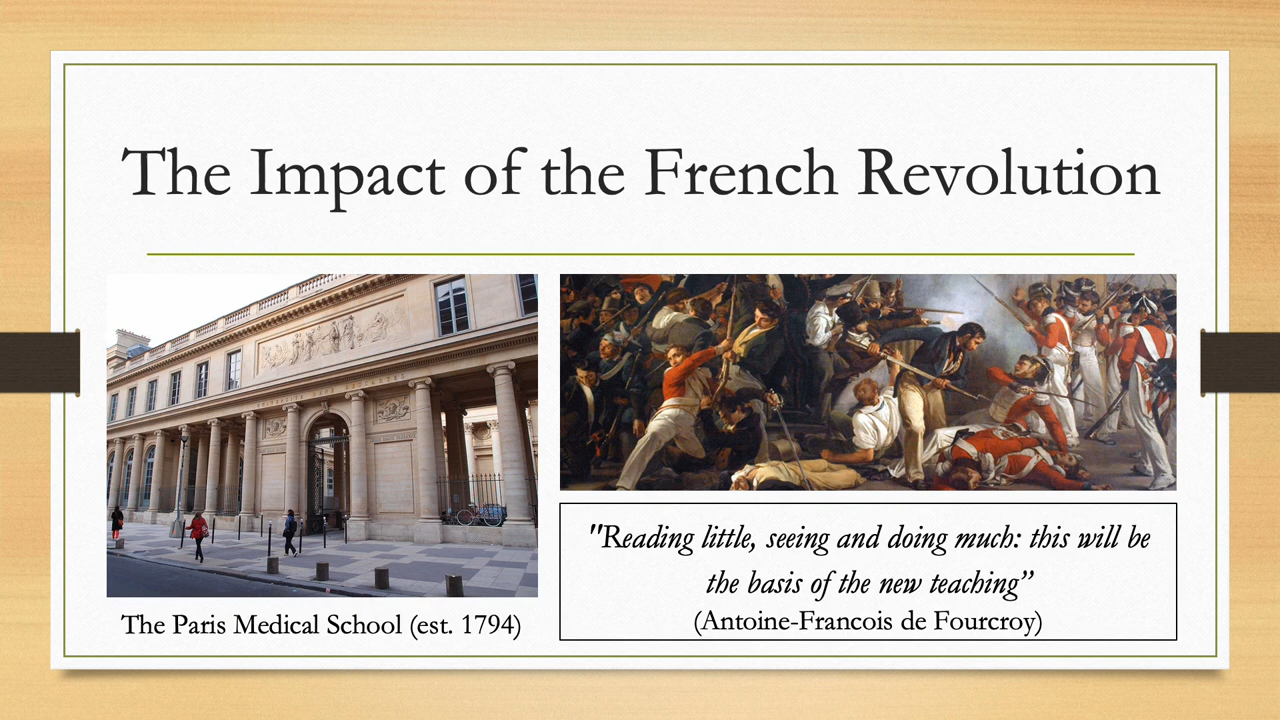 The Impact of the French Revolution
The Paris Medical School (est. 1794)
"Reading little, seeing and doing much: this will be
the basis of the new teaching”
(Antoine-Francois de Fourcroy)